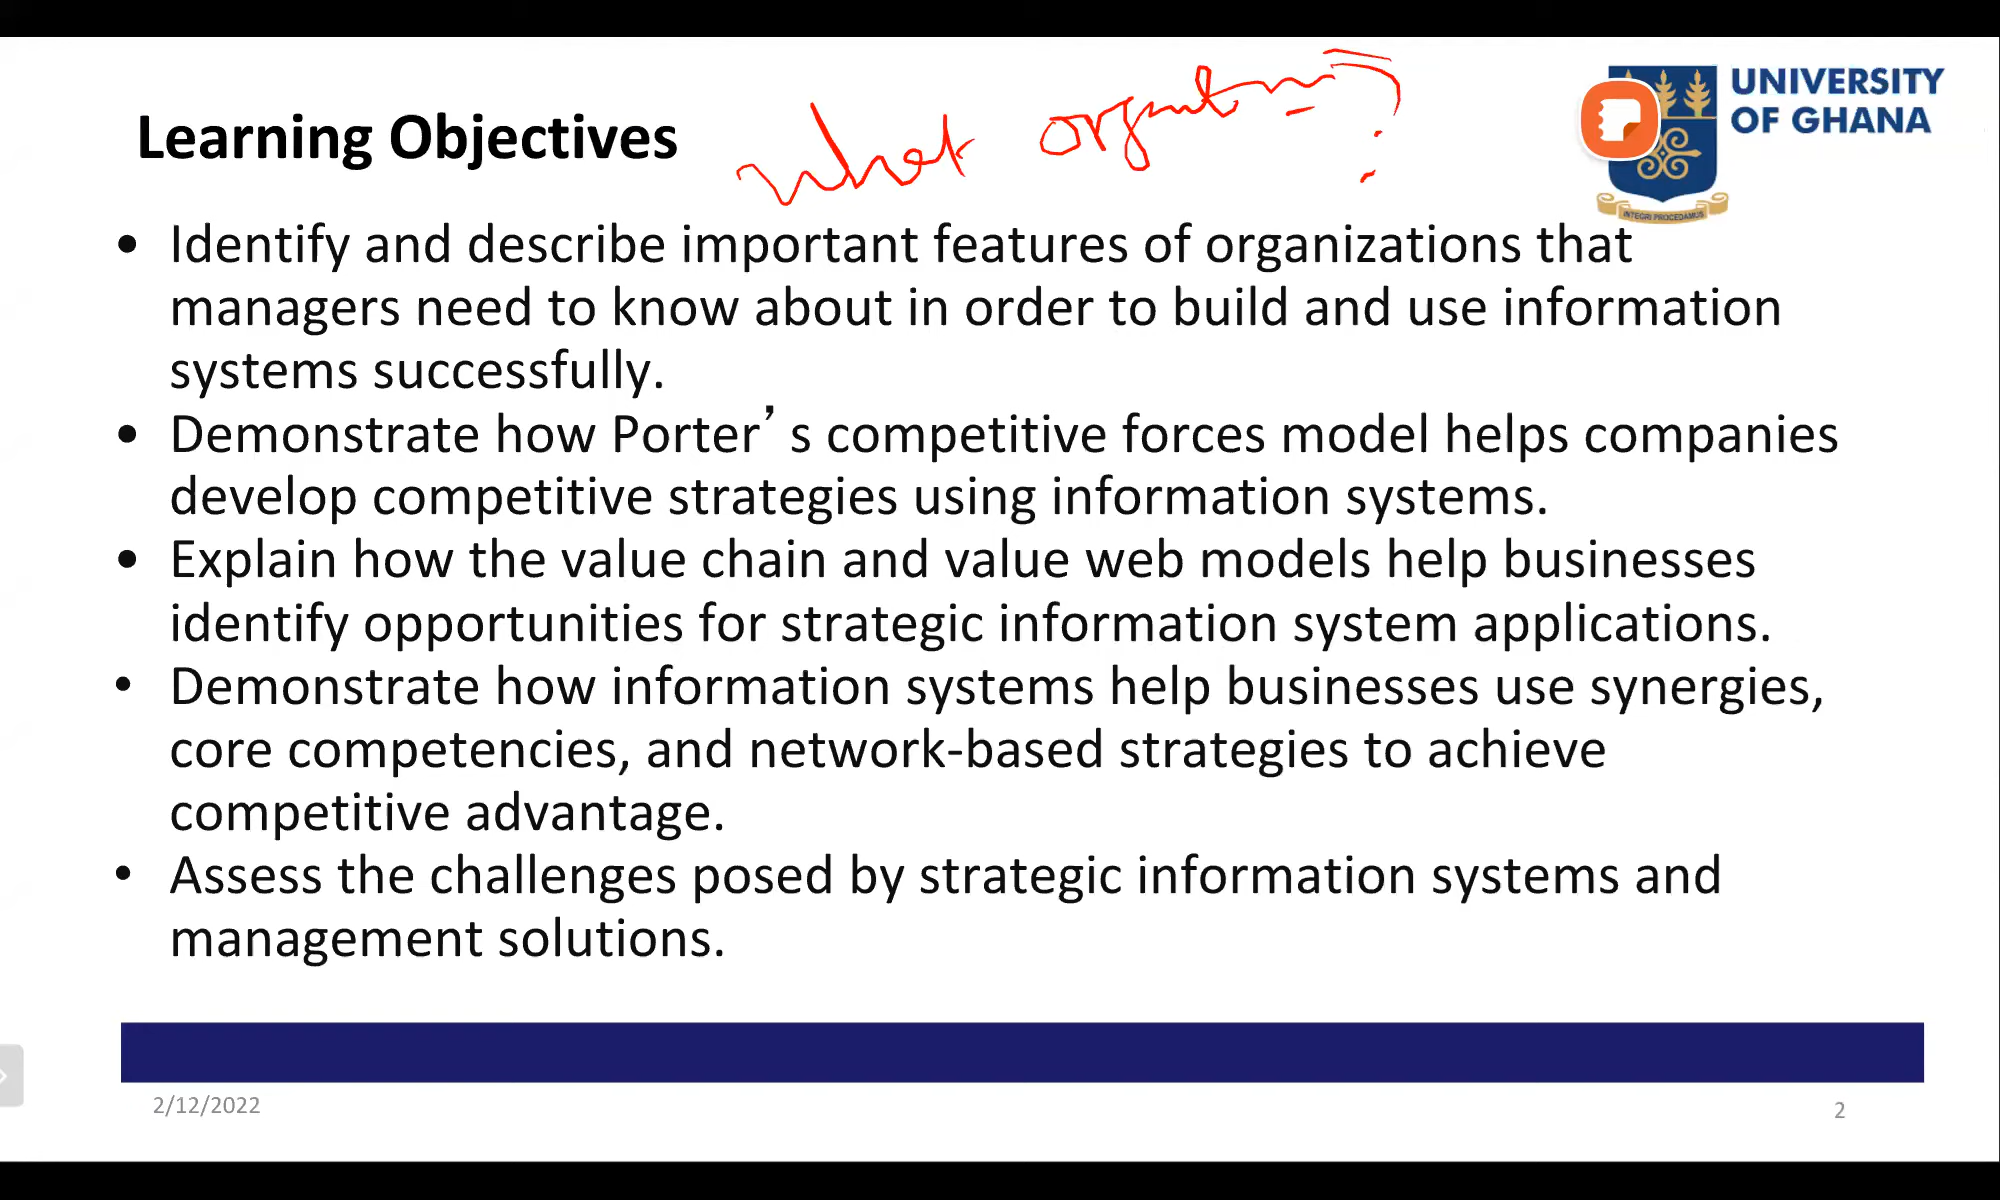 Learning Objectives
What
UNIVERSITY
OF GHANA
INTEGRI PROCEDAMUS
• Identify and describe important features of organizations that
managers need to know about in order to build and use information
systems successfully.
• Demonstrate how Porter’s competitive forces model helps companies
develop competitive strategies using information systems.
• Explain how the value chain and value web models help businesses
identify opportunities for strategic information system applications.
• Demonstrate how information systems help businesses use synergies,
core competencies, and network-based strategies to achieve
competitive advantage.
• Assess the challenges posed by strategic information systems and
management solutions.
2/12/2022
2